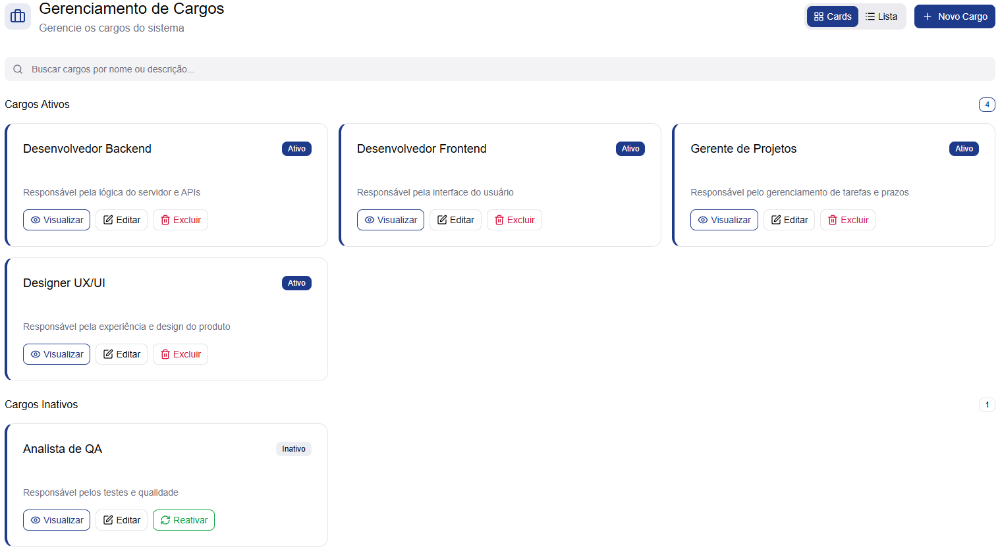 Gerenciamento de Cargos
Gerencie os cargos do sistema
Cards
Lista
Novo Cargo
Buscar cargos por nome ou descrição...
Cargos Ativos
4
Desenvolvedor Backend
Ativo
Responsável pela lógica do servidor e APIs
Visualizar
Editar
Excluir
Desenvolvedor Frontend
Ativo
Responsável pela interface do usuário
Visualizar
Editar
Excluir
Gerente de Projetos
Ativo
Responsável pelo gerenciamento de tarefas e prazos
Visualizar
Editar
Excluir
Designer UX/UI
Ativo
Responsável pela experiência e design do produto
Visualizar
Editar
Excluir
Cargos Inativos
1
Analista de QA
Inativo
Responsável pelos testes e qualidade
Visualizar
Editar
Reativar